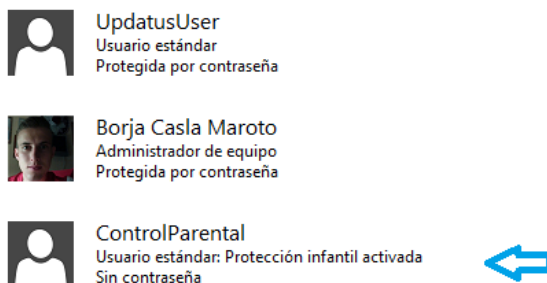 UpdatusUser
Usuario estándar
Protegida por contraseña
Borja Casla Maroto
Administrador de equipo
Protegida por contraseña
ControlParental
Usuario estándar: Protección infantil activada
Sin contraseña